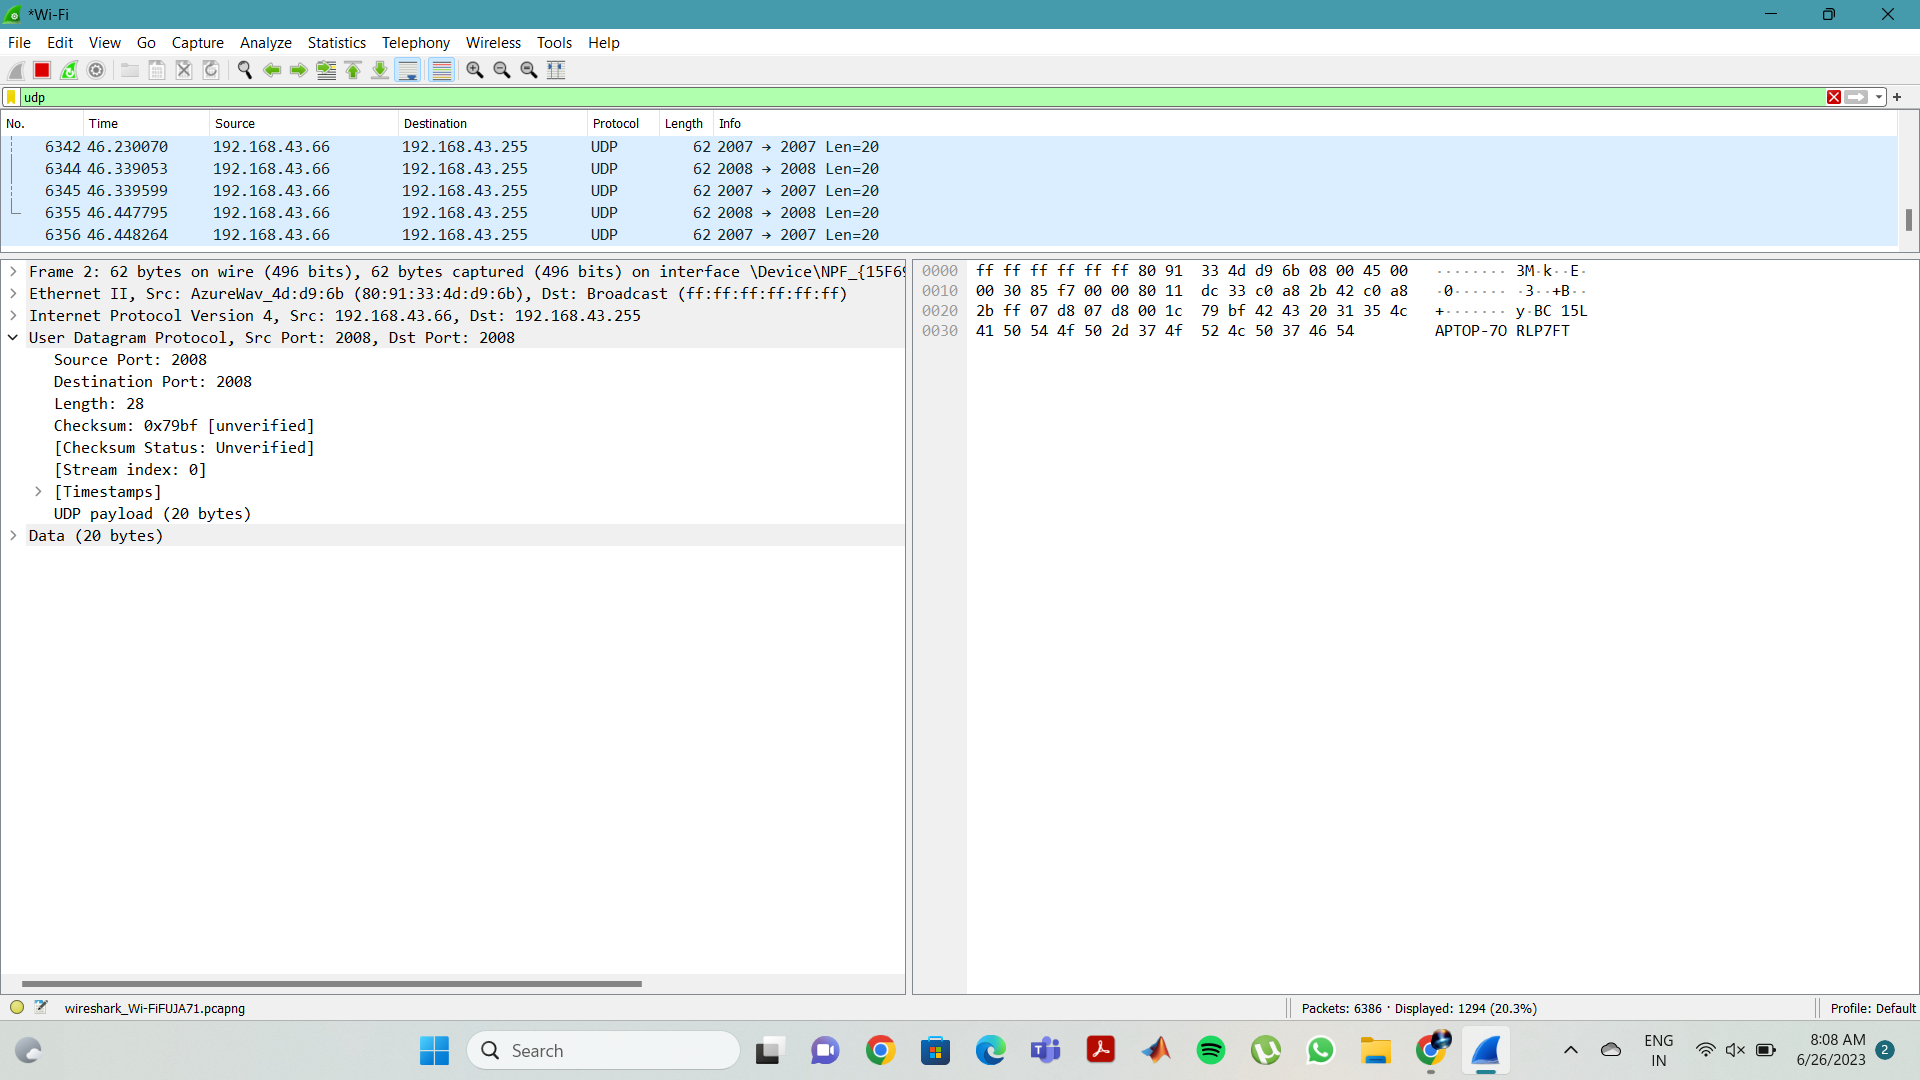 *Wi-Fi
File Edit View Go Capture Analyze Statistics Telephony Wireless Tools Help
udp
+
No. Time Source Destination Protocol Length Info
6342 46.230070 192.168.43.66 192.168.43.255 UDP 62 2007 → 2007 Len=20
6344 46.339053 192.168.43.66 192.168.43.255 UDP 62 2008 → 2008 Len=20
6345 46.339599 192.168.43.66 192.168.43.255 UDP 62 2007 → 2007 Len=20
6355 46.447795 192.168.43.66 192.168.43.255 UDP 62 2008 → 2008 Len=20
6356 46.448264 192.168.43.66 192.168.43.255 UDP 62 2007 → 2007 Len=20
Frame 2: 62 bytes on wire (496 bits), 62 bytes captured (496 bits) on interface \Device\NPF_{15F69
Ethernet II, Src: AzureWav_4d:d9:6b (80:91:33:4d:d9:6b), Dst: Broadcast (ff:ff:ff:ff:ff:ff)
Internet Protocol Version 4, Src: 192.168.43.66, Dst: 192.168.43.255
User Datagram Protocol, Src Port: 2008, Dst Port: 2008
Source Port: 2008
Destination Port: 2008
Length: 28
Checksum: 0x79bf [unverified]
[Checksum Status: Unverified]
[Stream index: 0]
[Timestamps]
UDP payload (20 bytes)
Data (20 bytes)
0000 ff ff ff ff ff ff 80 91 33 4d d9 6b 08 00 45 00 ········ 3M·k··E·
0010 00 30 85 f7 00 00 80 11 dc 33 c0 a8 2b 42 c0 a8 ·0······ ·3··+B··
0020 2b ff 07 d8 07 d8 00 1c 79 bf 42 43 20 31 35 4c +······· y·BC 15L
0030 41 50 54 4f 50 2d 37 4f 52 4c 50 37 46 54 APTOP-7O RLP7FT
wireshark_Wi-FiFUJA71.pcapng
Packets: 6386 · Displayed: 1294 (20.3%)
Profile: Default
Search
ENG
IN
8:08 AM
6/26/2023
2